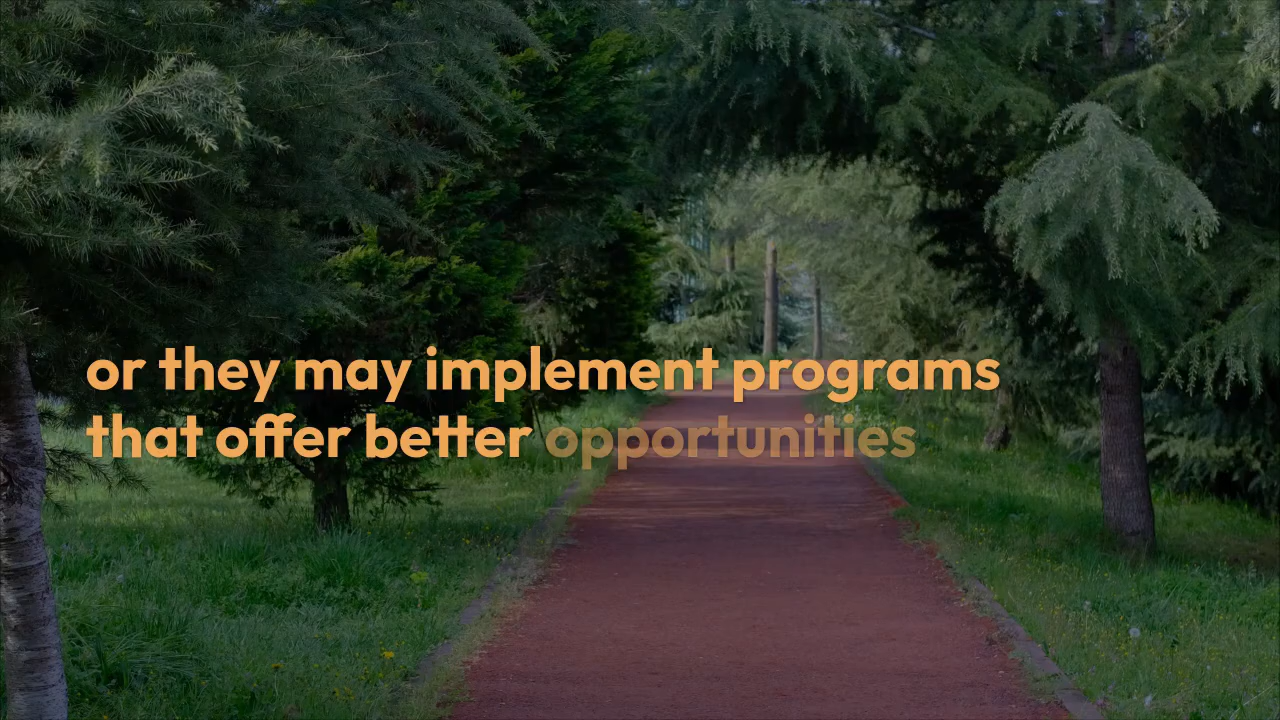 or they may implement programs
that offer better opportunities